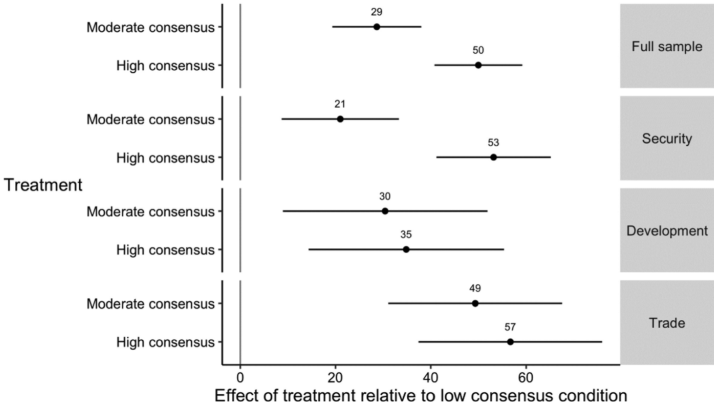 29
Moderate consensus
50
High consensus
Full sample
21
Moderate consensus
53
High consensus
Security
Treatment
30
Moderate consensus
35
High consensus
Development
49
Moderate consensus
57
High consensus
Trade
0 20 40 60
Effect of treatment relative to low consensus condition